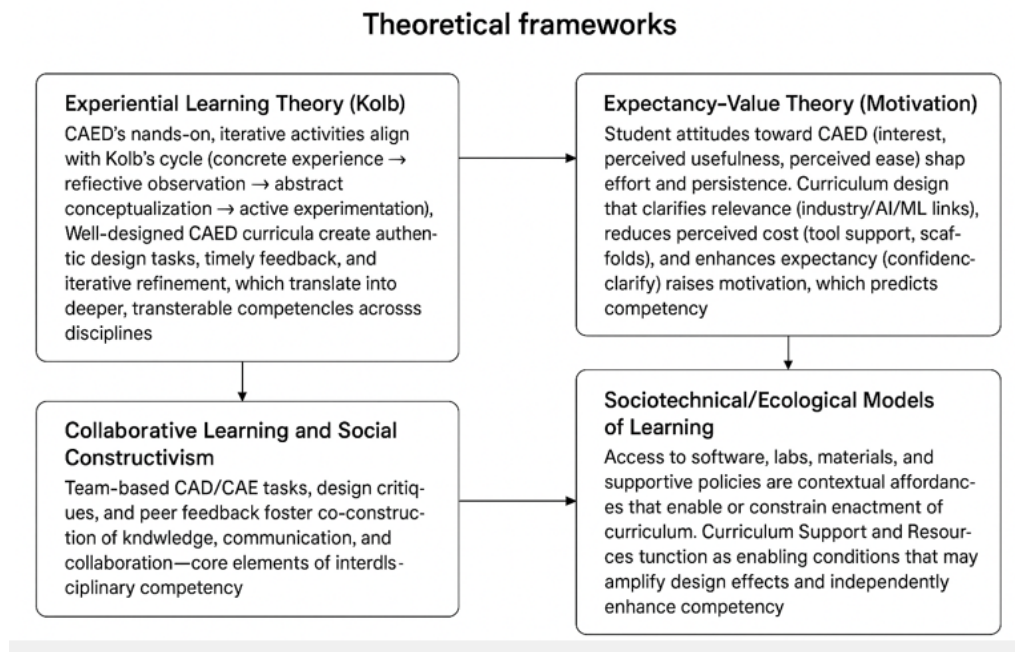 Theoretical frameworks
Experiential Learning Theory (Kolb)
CAED's nands-on, iterative activities align
with Kolb's cycle (concrete experience →
refiective observation → abstract
conceptualization → active experimentation),
Well-designed CAED curricula create authen-
tic design tasks, timely feedback, and
iterative refinement, which translate into
deeper, transterable competencies acrosss
disciplines
Expectancy–Value Theory (Motivation)
Student attitudes toward CAED (interest,
perceived usefulness, perceived ease) shap
effort and persistence. Curriculum design
that clarifies relevance (industry/AI/ML links),
reduces perceived cost (tool support, scaf-
folds), and enhances expectancy (confidenc-
clarify) raises motivation, which predicts
competency
Collaborative Learning and Social
Constructivism
Team-based CAD/CAE tasks, design critiq-
ues, and peer feedback foster co-construc-
tion of kndwledge, communication, and
collaboration—core elements of interdls-
ciplinary competency
Sociotechnical/Ecological Models
of Learning
Access to software, labs, materials, and
supportive policies are contextual affordanc-
es that enable or constrain enactment of
curriculum. Curriculum Support and Resour-
ces tunction as enabling conditions that may
amplify design effects and independently
enhance competency